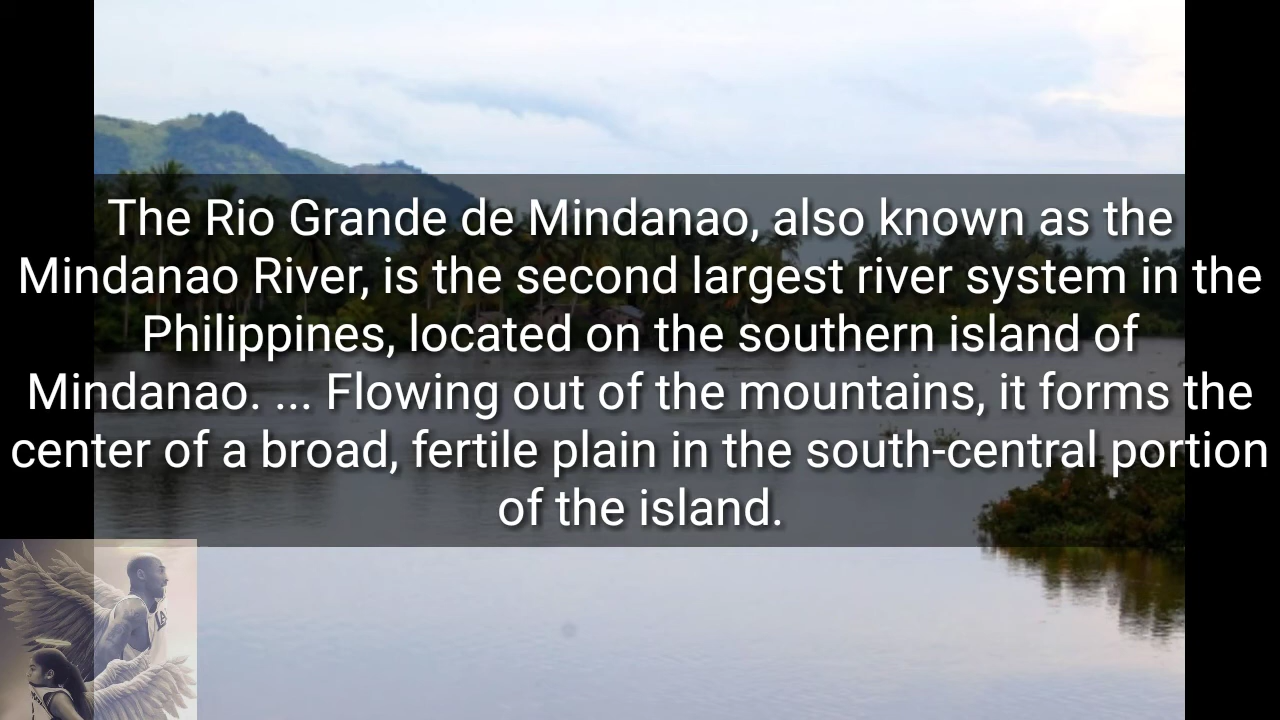 The Rio Grande de Mindanao, also known as the
Mindanao River, is the second largest river system in the
Philippines, located on the southern island of
Mindanao. ... Flowing out of the mountains, it forms the
center of a broad, fertile plain in the south-central portion
of the island.